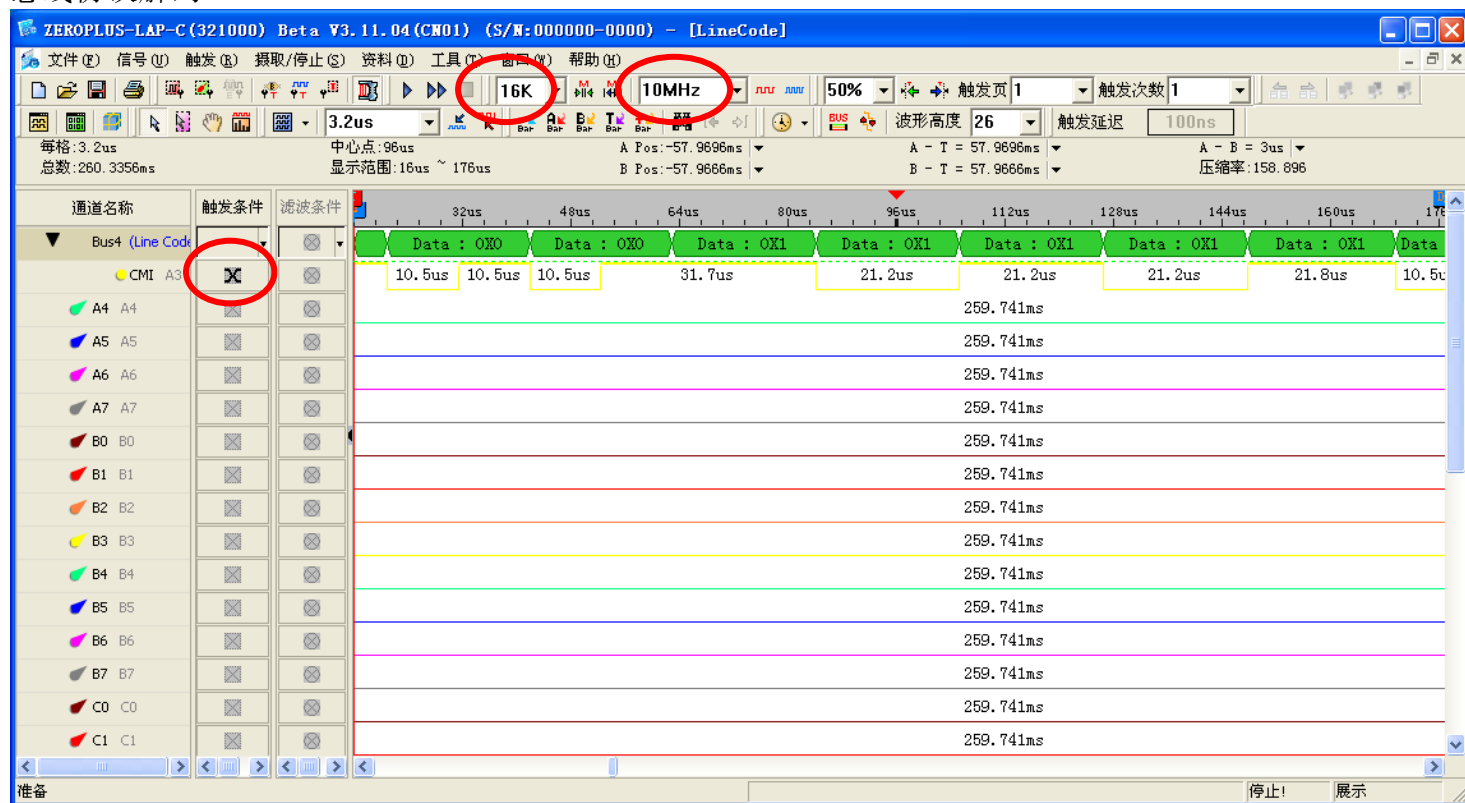 ZEROPLUS-LAP-C(321000) Beta V3.11.04(CN01) (S/N:000000-0000) - [LineCode]
文件(F) 信号(U) 触发(R) 摄取/停止(S) 资料(D) 工具(T) 窗口(W) 帮助(H)
16K 10MHz 50% 触发页 1 触发次数 1
3.2us Bar Bar Bar Bar Bar BUS 波形高度 26 触发延迟 100ns
每格:3.2us 中心点:96us A Pos:-57.9696ms A - T = 57.9696ms A - B = 3us
总数:260.3356ms 显示范围:16us ~ 176us B Pos:-57.9666ms B - T = 57.9666ms 压缩率:158.896
通道名称 触发条件 滤波条件 32us 48us 64us 80us 96us 112us 128us 144us 160us 176
Bus4 (Line Code Data : 0X0 Data : 0X0 Data : 0X1 Data : 0X1 Data : 0X1 Data : 0X1 Data : 0X1 Data
CMI A3 10.5us 10.5us 10.5us 31.7us 21.2us 21.2us 21.2us 21.8us 10.5u
A4 A4 259.741ms
A5 A5 259.741ms
A6 A6 259.741ms
A7 A7 259.741ms
B0 B0 259.741ms
B1 B1 259.741ms
B2 B2 259.741ms
B3 B3 259.741ms
B4 B4 259.741ms
B5 B5 259.741ms
B6 B6 259.741ms
B7 B7 259.741ms
C0 C0 259.741ms
C1 C1 259.741ms
准备 停止! 展示